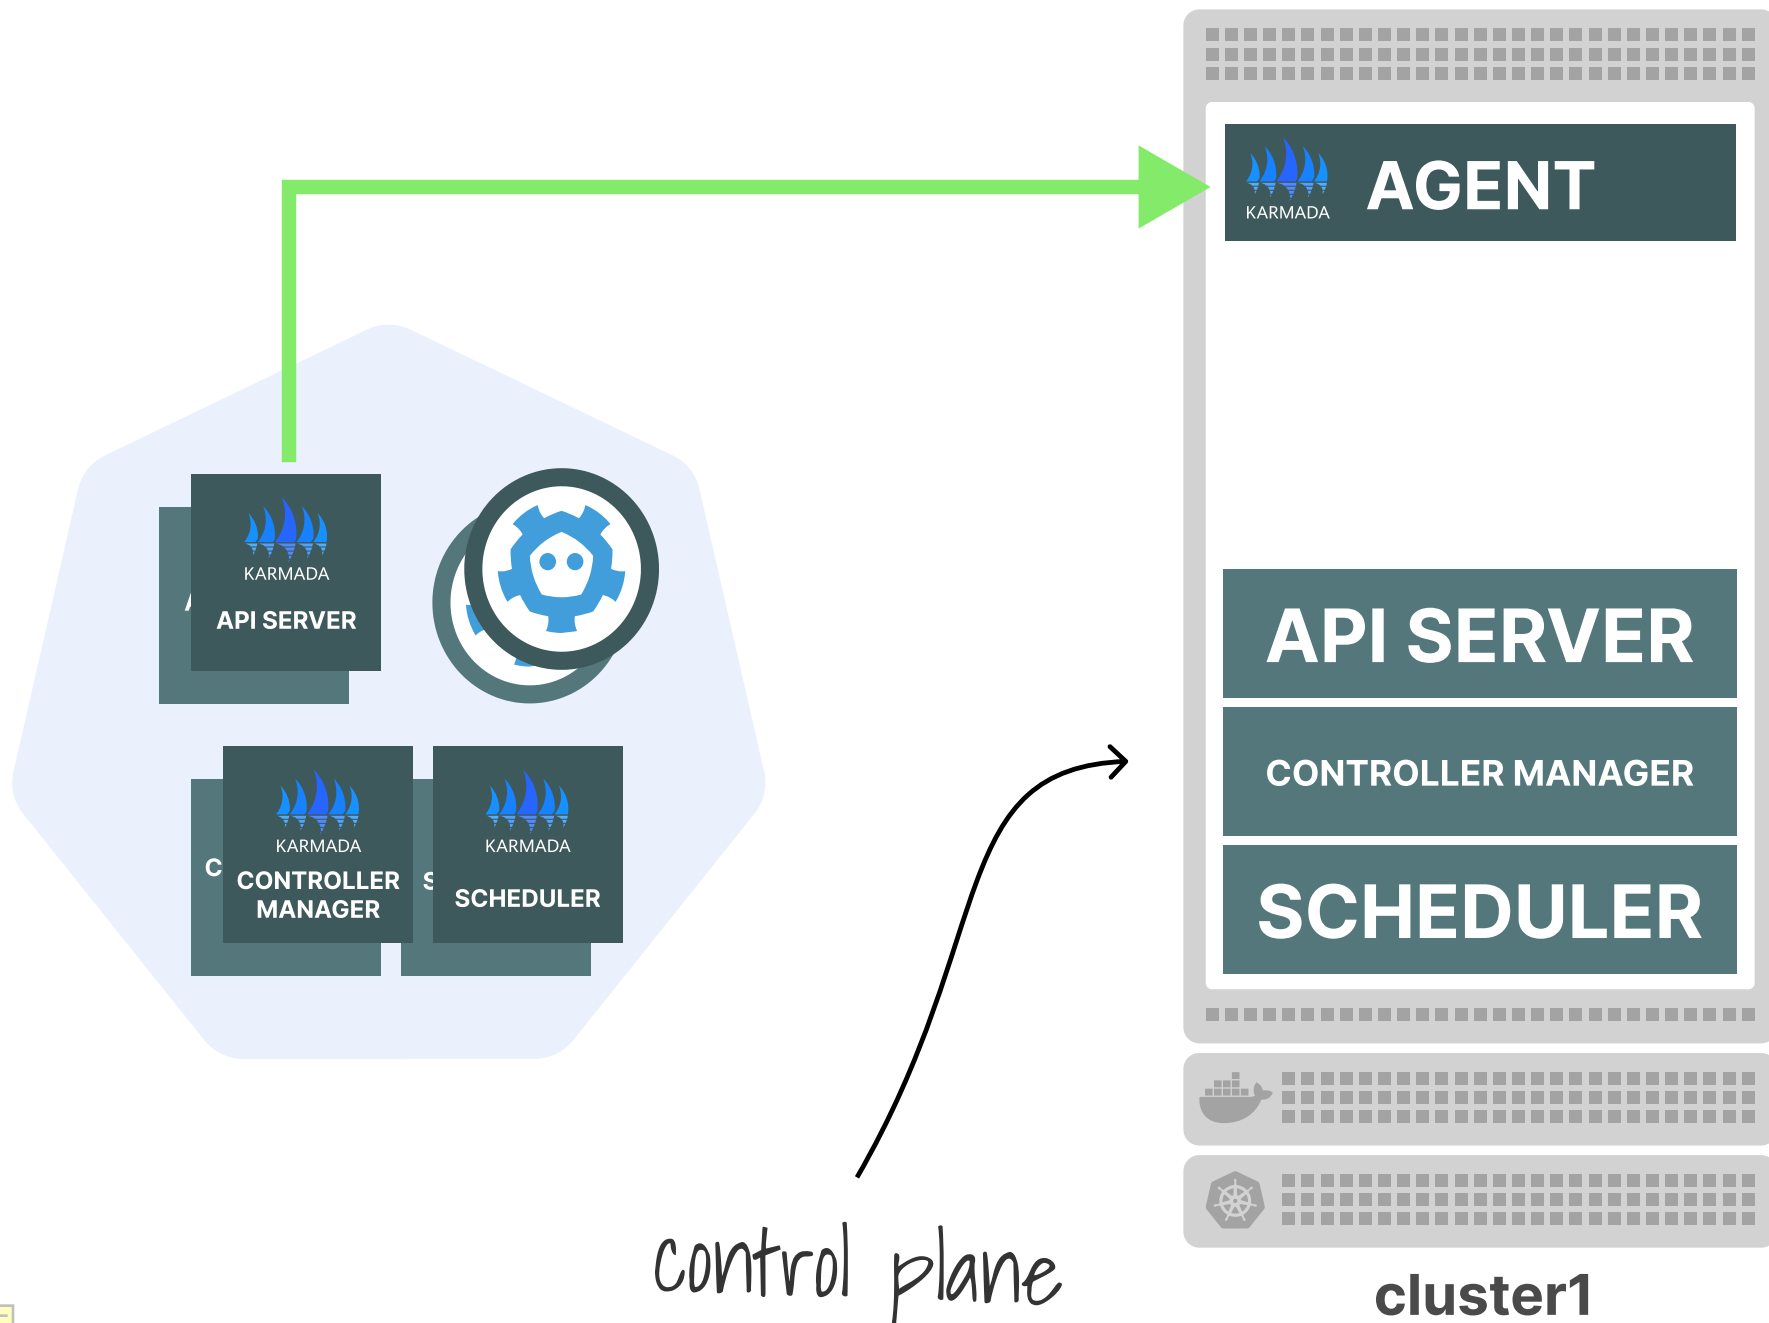 KARMADA
AGENT
KARMADA
API SERVER
KARMADA
CONTROLLER
MANAGER
KARMADA
SCHEDULER
API SERVER
CONTROLLER MANAGER
SCHEDULER
control plane
cluster1